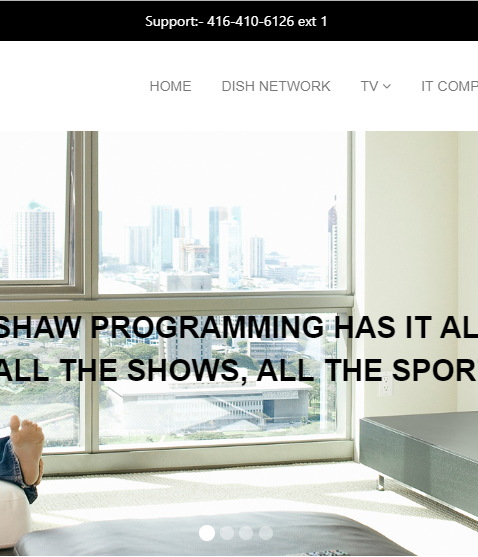 Support:- 416-410-6126 ext 1
HOME DISH NETWORK TV IT COMP
SHAW PROGRAMMING HAS IT AL
ALL THE SHOWS, ALL THE SPOR